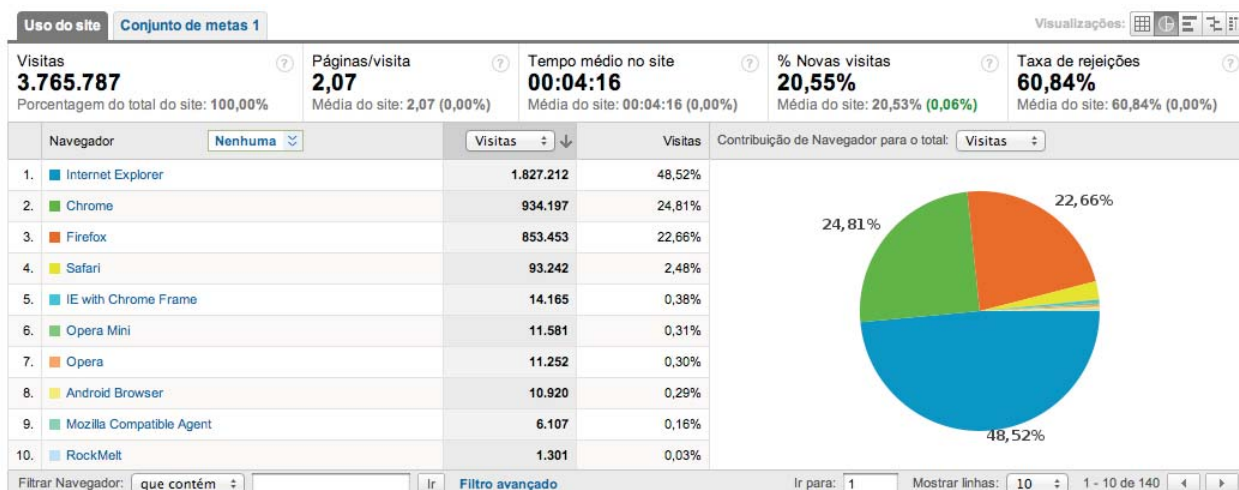 Uso do site Conjunto de metas 1 Visualizações:
Visitas ? Páginas/visita ? Tempo médio no site ? % Novas visitas ? Taxa de rejeições ?
3.765.787 2,07 00:04:16 20,55% 60,84%
Porcentagem do total do site: 100,00% Média do site: 2,07 (0,00%) Média do site: 00:04:16 (0,00%) Média do site: 20,53% (0,06%) Média do site: 60,84% (0,00%)
Navegador Nenhuma Visitas Visitas Contribuição de Navegador para o total: Visitas
1. Internet Explorer 1.827.212 48,52%
2. Chrome 934.197 24,81%
3. Firefox 853.453 22,66%
4. Safari 93.242 2,48%
5. IE with Chrome Frame 14.165 0,38%
6. Opera Mini 11.581 0,31%
7. Opera 11.252 0,30%
8. Android Browser 10.920 0,29%
9. Mozilla Compatible Agent 6.107 0,16%
10. RockMelt 1.301 0,03%
22,66%
24,81%
48,52%
Filtrar Navegador: que contém Ir Filtro avançado Ir para: 1 Mostrar linhas: 10 1 - 10 de 140